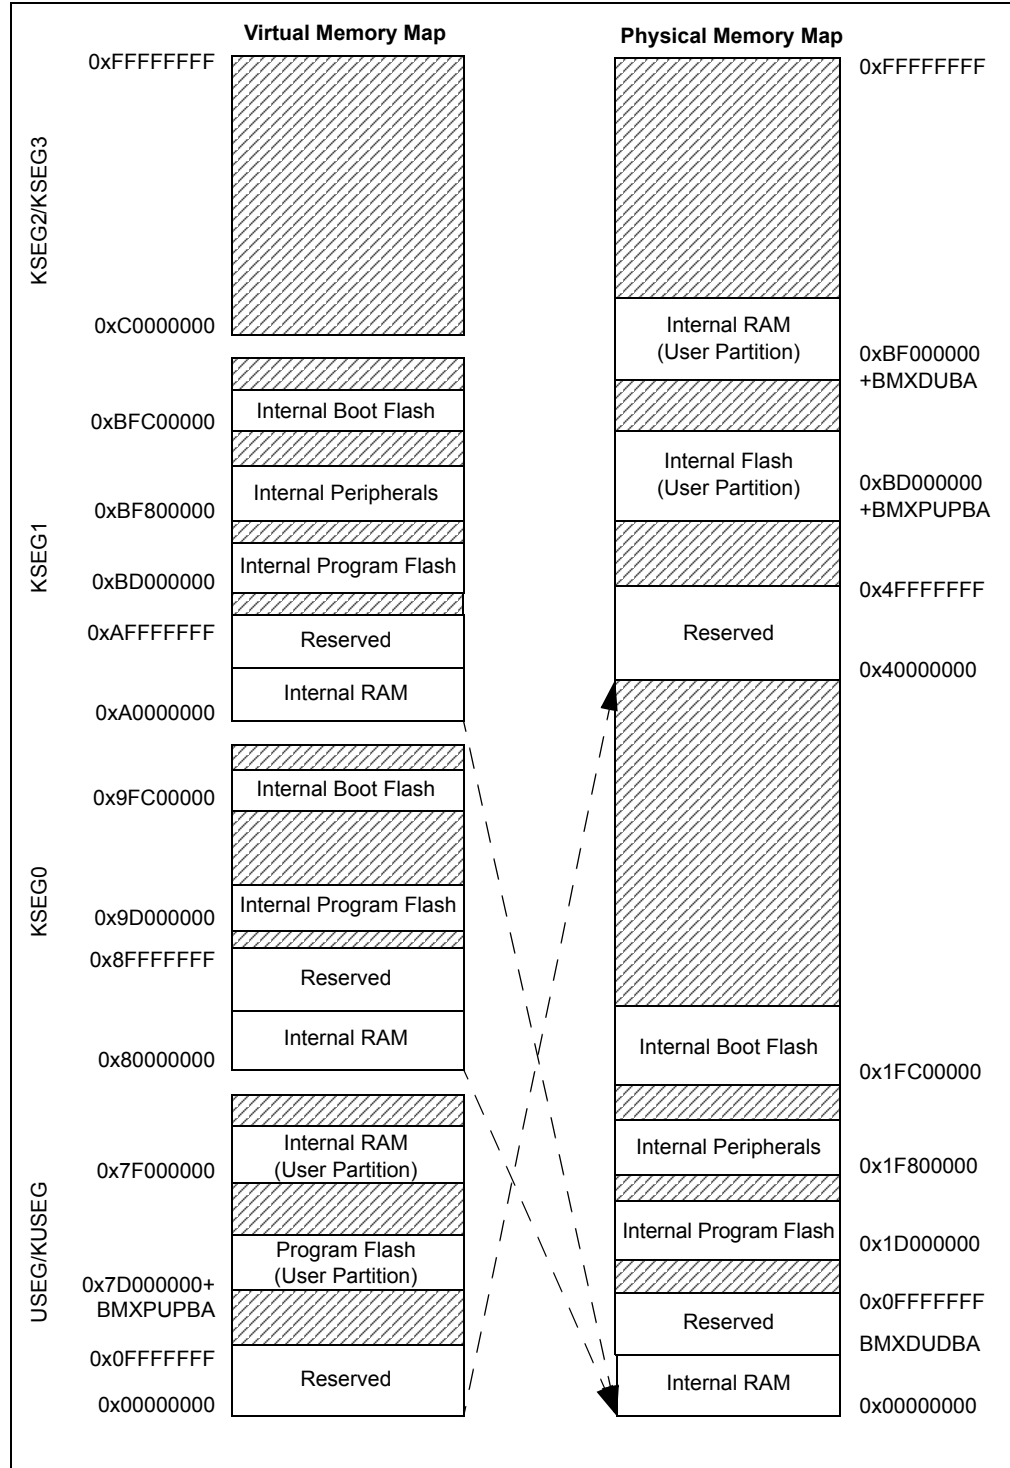 Virtual Memory Map
0xFFFFFFFF
KSEG2/KSEG3
0xC0000000
Internal Boot Flash
0xBFC00000
Internal Peripherals
0xBF800000
KSEG1
Internal Program Flash
0xBD000000
0xAFFFFFFF
Reserved
Internal RAM
0xA0000000
Internal Boot Flash
0x9FC00000
KSEG0
Internal Program Flash
0x9D000000
0x8FFFFFFF
Reserved
Internal RAM
0x80000000
USEG/KUSEG
Internal RAM
(User Partition)
0x7F000000
Program Flash
(User Partition)
0x7D000000+
BMXPUPBA
0x0FFFFFFF
Reserved
0x00000000
Physical Memory Map
0xFFFFFFFF
Internal RAM
(User Partition)
0xBF000000
+BMXDUBA
Internal Flash
(User Partition)
0xBD000000
+BMXPUPBA
0x4FFFFFFF
Reserved
0x40000000
Internal Boot Flash
0x1FC00000
Internal Peripherals
0x1F800000
Internal Program Flash
0x1D000000
0x0FFFFFFF
Reserved
BMXDUDBA
Internal RAM
0x00000000